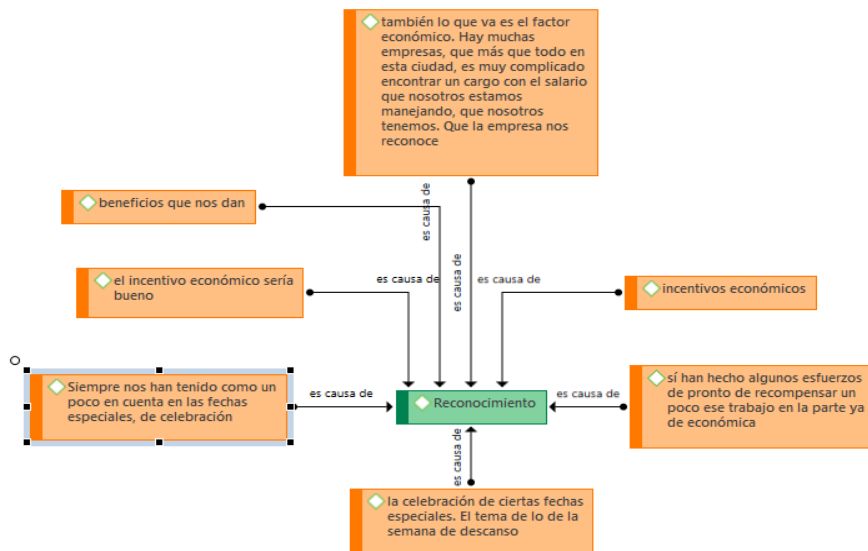 también lo que va es el factor
económico. Hay muchas
empresas, que más que todo en
esta ciudad, es muy complicado
encontrar un cargo con el salario
que nosotros estamos
manejando, que nosotros
tenemos. Que la empresa nos
reconoce
beneficios que nos dan
es causa de
es causa de
el incentivo económico sería
bueno
es causa de
es causa de
incentivos económicos
Siempre nos han tenido como un
poco en cuenta en las fechas
especiales, de celebración
es causa de
Reconocimiento
es causa de
sí han hecho algunos esfuerzos
de pronto de recompensar un
poco ese trabajo en la parte ya
de económica
es causa de
la celebración de ciertas fechas
especiales. El tema de lo de la
semana de descanso